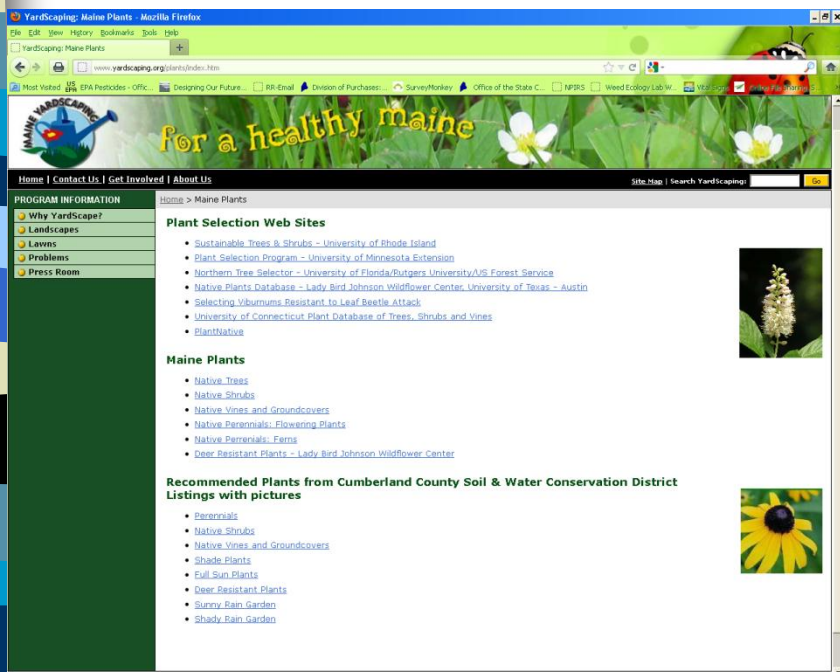 YardScaping: Maine Plants - Mozilla Firefox
File Edit View History Bookmarks Tools Help
YardScaping: Maine Plants
www.yardscaping.org/plants/index.htm
Most Visited US EPA EPA Pesticides - Offic... Designing Our Future... RR-Email Division of Purchases:... SurveyMonkey Office of the State C... NPIRS Weed Ecology Lab W... Vital Signs Online File Sharing S...
MAINE YARDSCAPING
for a healthy maine
Home | Contact Us | Get Involved | About Us
Site Map | Search YardScaping: Go
PROGRAM INFORMATION
Why YardScape?
Landscapes
Lawns
Problems
Press Room
Home > Maine Plants
Plant Selection Web Sites
Sustainable Trees & Shrubs - University of Rhode Island
Plant Selection Program - University of Minnesota Extension
Northern Tree Selector - University of Florida/Rutgers University/US Forest Service
Native Plants Database - Lady Bird Johnson Wildflower Center, University of Texas - Austin
Selecting Viburnums Resistant to Leaf Beetle Attack
University of Connecticut Plant Database of Trees, Shrubs and Vines
PlantNative
Maine Plants
Native Trees
Native Shrubs
Native Vines and Groundcovers
Native Perennials: Flowering Plants
Native Perrenials: Ferns
Deer Resistant Plants - Lady Bird Johnson Wildflower Center
Recommended Plants from Cumberland County Soil & Water Conservation District
Listings with pictures
Perennials
Native Shrubs
Native Vines and Groundcovers
Shade Plants
Full Sun Plants
Deer Resistant Plants
Sunny Rain Garden
Shady Rain Garden